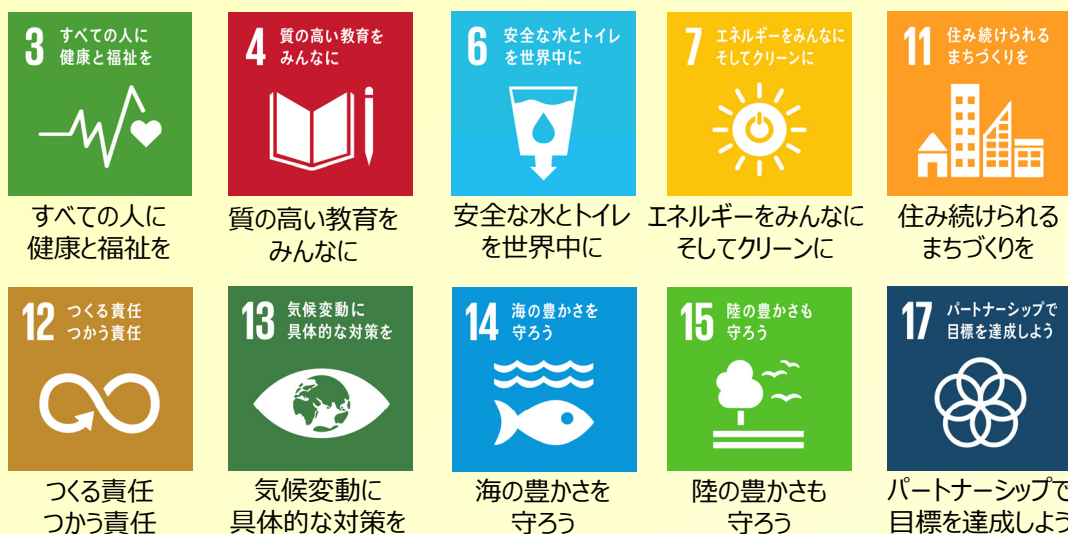 3 すべての人に
健康と福祉を
4 質の高い教育を
みんなに
6 安全な水とトイレ
を世界中に
7 エネルギーをみんなに
そしてクリーンに
11 住み続けられる
まちづくりを
すべての人に
健康と福祉を
質の高い教育を
みんなに
安全な水とトイレ
を世界中に
エネルギーをみんなに
そしてクリーンに
住み続けられる
まちづくりを
12 つくる責任
つかう責任
13 気候変動に
具体的な対策を
14 海の豊かさを
守ろう
15 陸の豊かさも
守ろう
17 パートナーシップで
目標を達成しよう
つくる責任
つかう責任
気候変動に
具体的な対策を
海の豊かさを
守ろう
陸の豊かさも
守ろう
パートナーシップで
目標を達成しよう